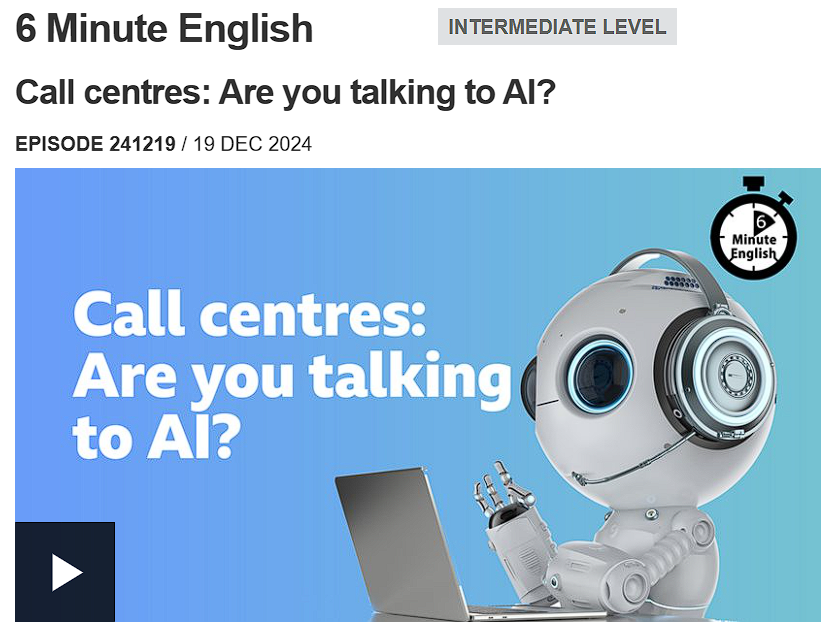 6 Minute English
INTERMEDIATE LEVEL
Call centres: Are you talking to AI?
EPISODE 241219 / 19 DEC 2024
6
Minute
English
Call centres:
Are you talking
to AI?